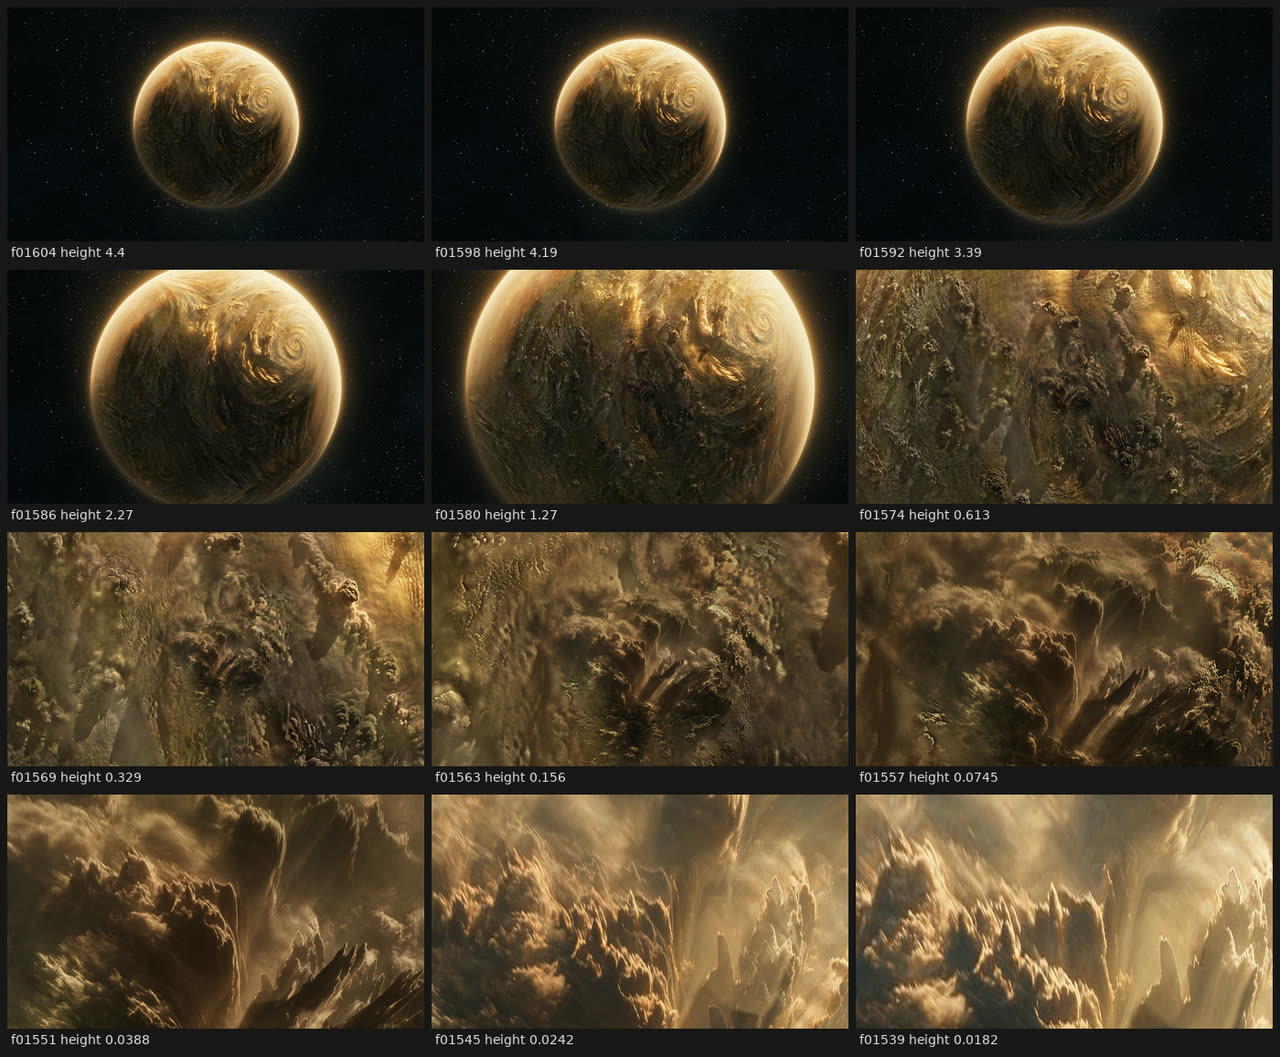 f01604 height 4.4
f01598 height 4.19
f01592 height 3.39
f01586 height 2.27
f01580 height 1.27
f01574 height 0.613
f01569 height 0.329
f01563 height 0.156
f01557 height 0.0745
f01551 height 0.0388
f01545 height 0.0242
f01539 height 0.0182